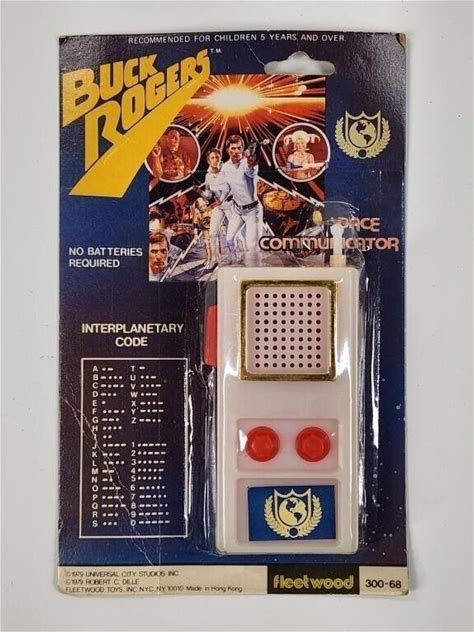 RECOMMENDED FOR CHILDREN 5 YEARS AND OVER.
BUCK
ROGERS
T.M.
SPACE
COMMUNICATOR
NO BATTERIES
REQUIRED
INTERPLANETARY
CODE
A
B
C
D
E
F
G
H
I
J
K
L
M
N
O
P
Q
R
S
T
U
V
W
X
Y
Z
1
2
3
4
5
6
7
8
9
0
©1979 UNIVERSAL CITY STUDIOS, INC.
©1979 ROBERT C. DILLE
FLEETWOOD TOYS, INC N.Y.C., N.Y. 10010 Made in Hong Kong
fleetwood
300-68